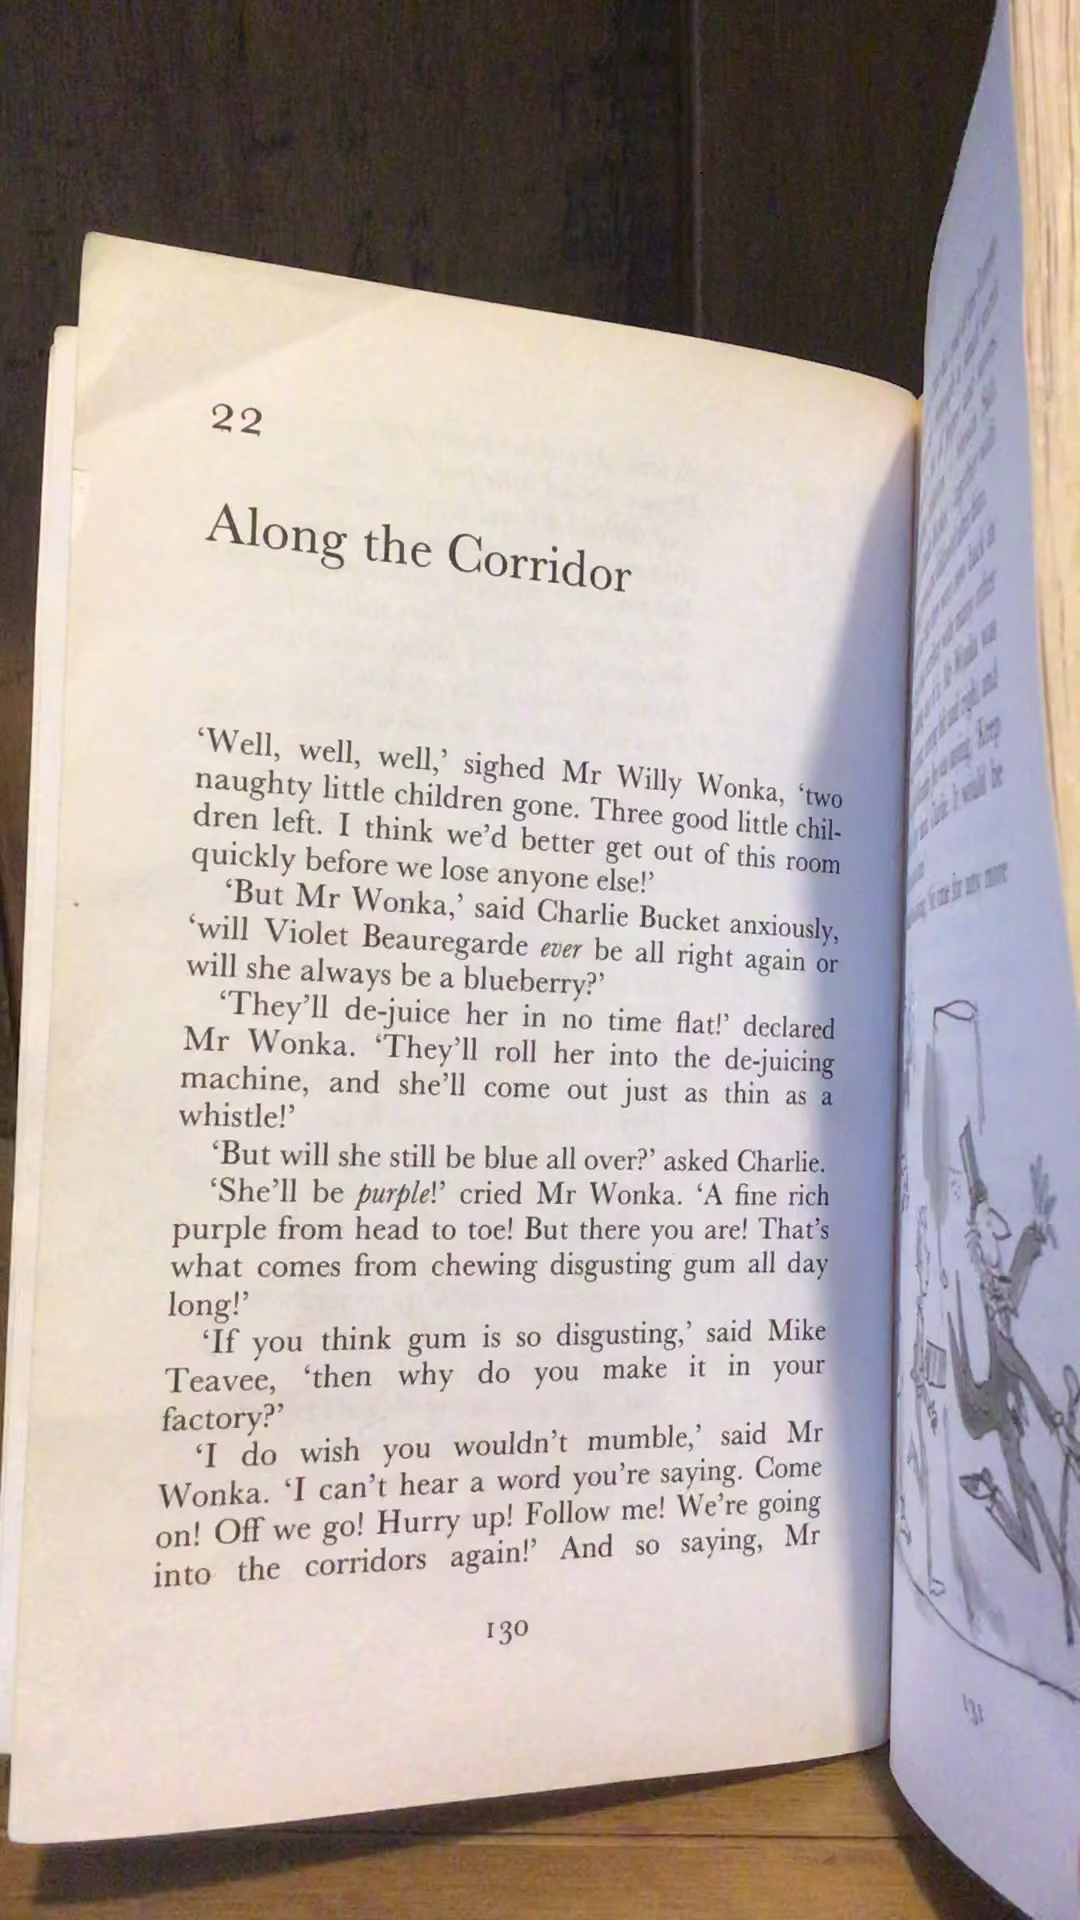 22
Along the Corridor
‘Well, well, well,’ sighed Mr Willy Wonka, ‘two
naughty little children gone. Three good little chil-
dren left. I think we’d better get out of this room
quickly before we lose anyone else!’
‘But Mr Wonka,’ said Charlie Bucket anxiously,
‘will Violet Beauregarde ever be all right again or
will she always be a blueberry?’
‘They’ll de-juice her in no time flat!’ declared
Mr Wonka. ‘They’ll roll her into the de-juicing
machine, and she’ll come out just as thin as a
whistle!’
‘But will she still be blue all over?’ asked Charlie.
‘She’ll be purple!’ cried Mr Wonka. ‘A fine rich
purple from head to toe! But there you are! That’s
what comes from chewing disgusting gum all day
long!’
‘If you think gum is so disgusting,’ said Mike
Teavee, ‘then why do you make it in your
factory?’
‘I do wish you wouldn’t mumble,’ said Mr
Wonka. ‘I can’t hear a word you’re saying. Come
on! Off we go! Hurry up! Follow me! We’re going
into the corridors again!’ And so saying, Mr
130
131